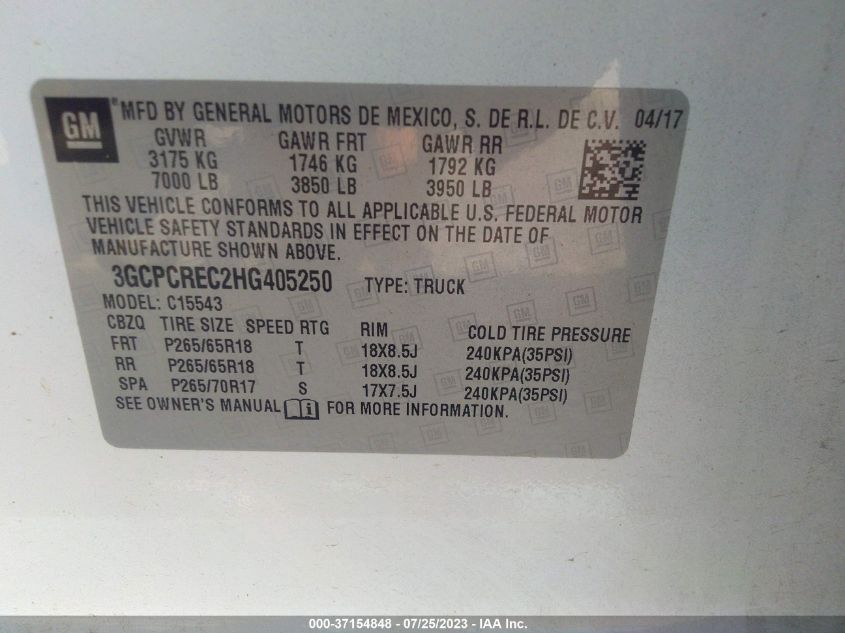 GM ® MFD BY GENERAL MOTORS DE MEXICO, S. DE R.L. DE C.V. 04/17
GVWR GAWR FRT GAWR RR
3175 KG 1746 KG 1792 KG
7000 LB 3850 LB 3950 LB
THIS VEHICLE CONFORMS TO ALL APPLICABLE U.S. FEDERAL MOTOR
VEHICLE SAFETY STANDARDS IN EFFECT ON THE DATE OF
MANUFACTURE SHOWN ABOVE.
3GCPCREC2HG405250 TYPE: TRUCK
MODEL: C15543
CBZQ TIRE SIZE SPEED RTG RIM COLD TIRE PRESSURE
FRT P265/65R18 T 18X8.5J 240KPA(35PSI)
RR P265/65R18 T 18X8.5J 240KPA(35PSI)
SPA P265/70R17 S 17X7.5J 240KPA(35PSI)
SEE OWNER'S MANUAL i FOR MORE INFORMATION.
000-37154848 - 07/25/2023 - IAA Inc.